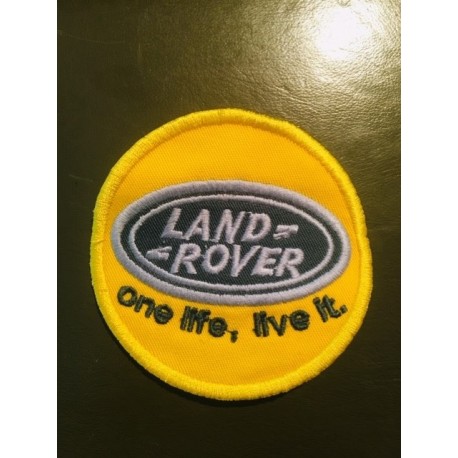 LAND=
=ROVER
one life, live it.